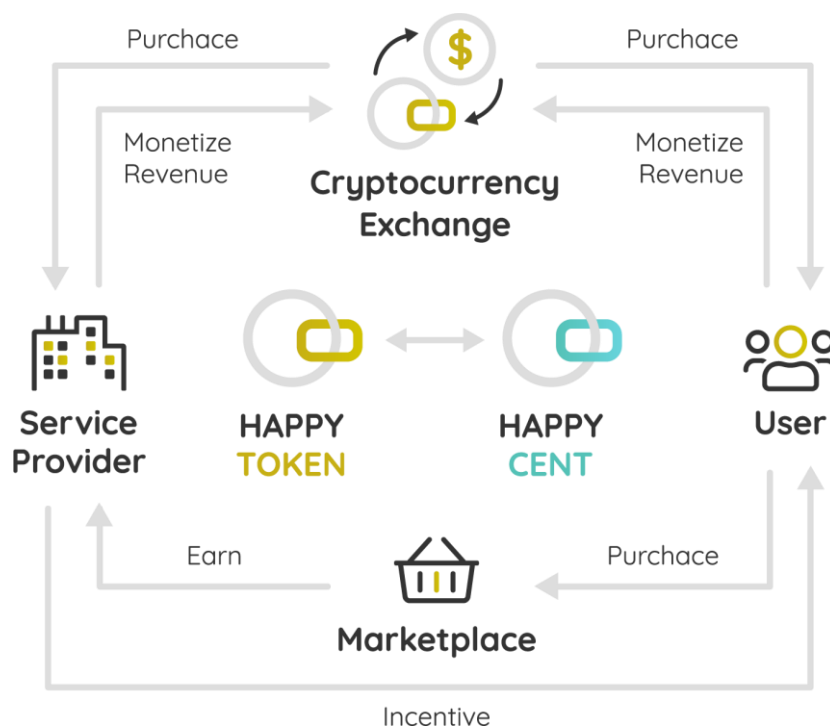 Purchace
Purchace
$
Monetize
Revenue
Monetize
Revenue
Cryptocurrency
Exchange
Service
Provider
HAPPY
TOKEN
HAPPY
CENT
User
Earn
Purchace
Marketplace
Incentive